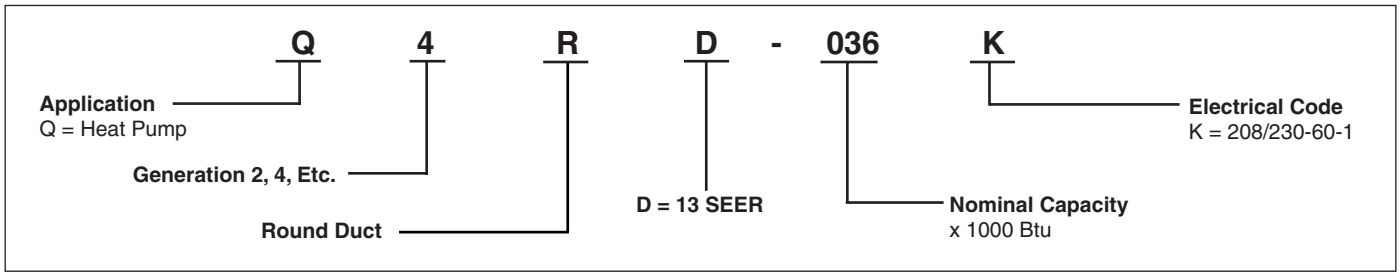 Q 4 R D - 036 K
Application
Q = Heat Pump
Generation 2, 4, Etc.
Round Duct
D = 13 SEER
Nominal Capacity
x 1000 Btu
Electrical Code
K = 208/230-60-1